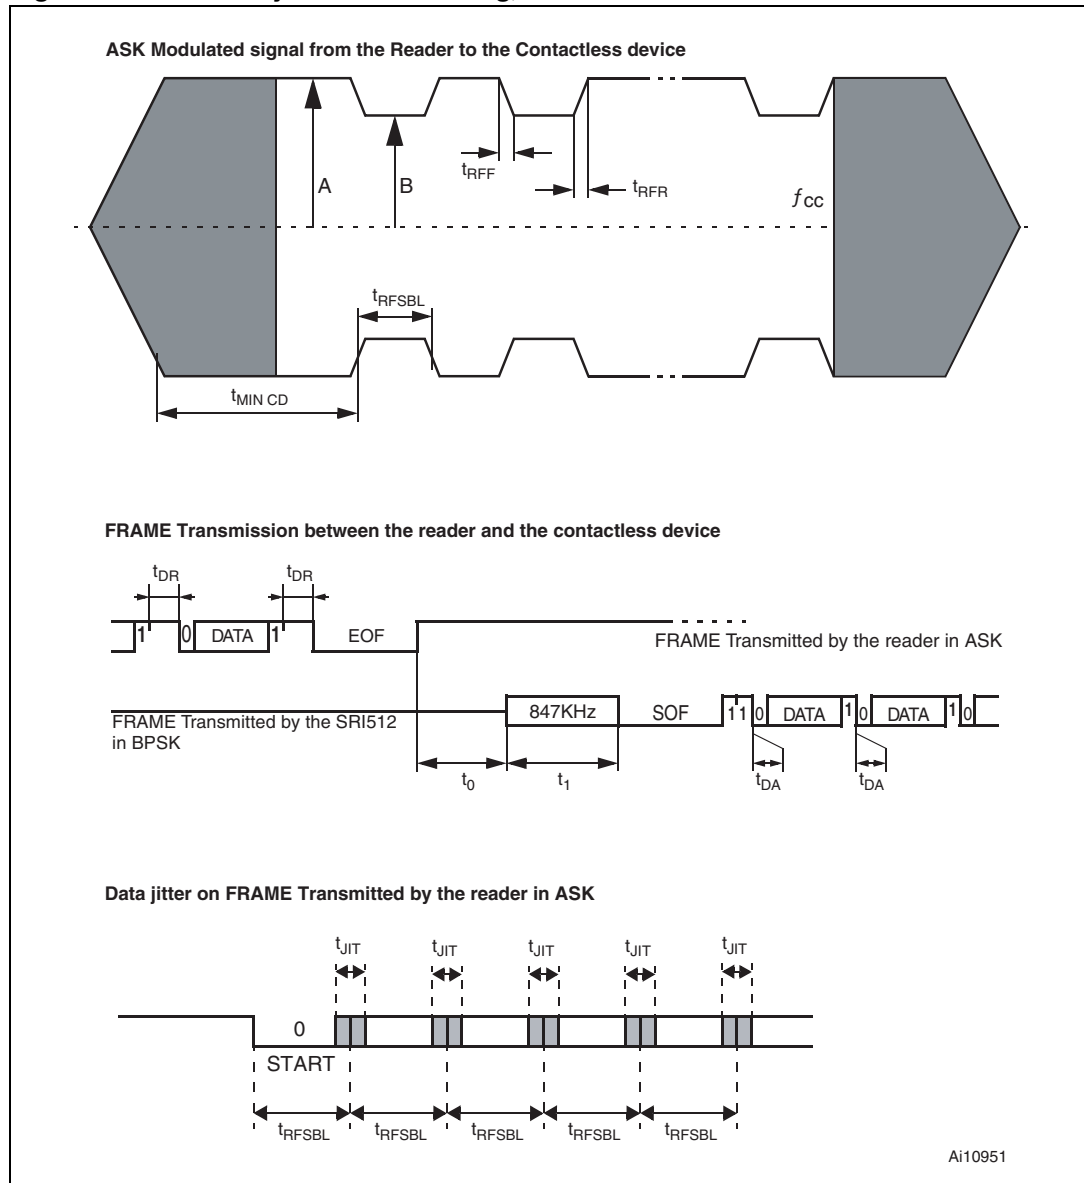 ASK Modulated signal from the Reader to the Contactless device
A
B
tRFF
tRFR
ƒcc
tRFSBL
tMIN CD
FRAME Transmission between the reader and the contactless device
tDR
tDR
1
0
DATA
1
EOF
FRAME Transmitted by the reader in ASK
847KHz
SOF
1 1 0
DATA
1 0
DATA
1 0
FRAME Transmitted by the SRI512
in BPSK
t0
t1
tDA
tDA
Data jitter on FRAME Transmitted by the reader in ASK
tJIT
tJIT
tJIT
tJIT
tJIT
0
START
tRFSBL
tRFSBL
tRFSBL
tRFSBL
tRFSBL
Ai10951